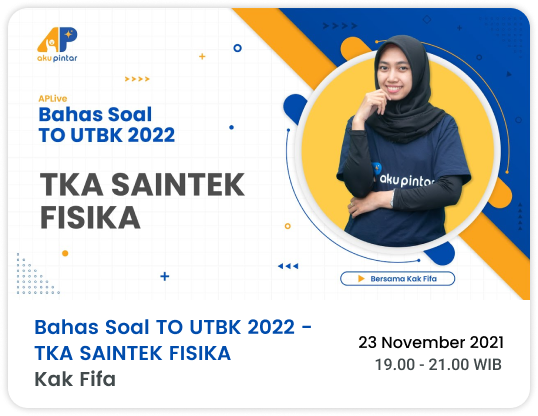 AP
aku pintar
APLive
Bahas Soal
TO UTBK 2022
TKA SAINTEK
FISIKA
aku pintar
Bersama Kak Fifa
Bahas Soal TO UTBK 2022 -
TKA SAINTEK FISIKA
Kak Fifa
23 November 2021
19.00 - 21.00 WIB